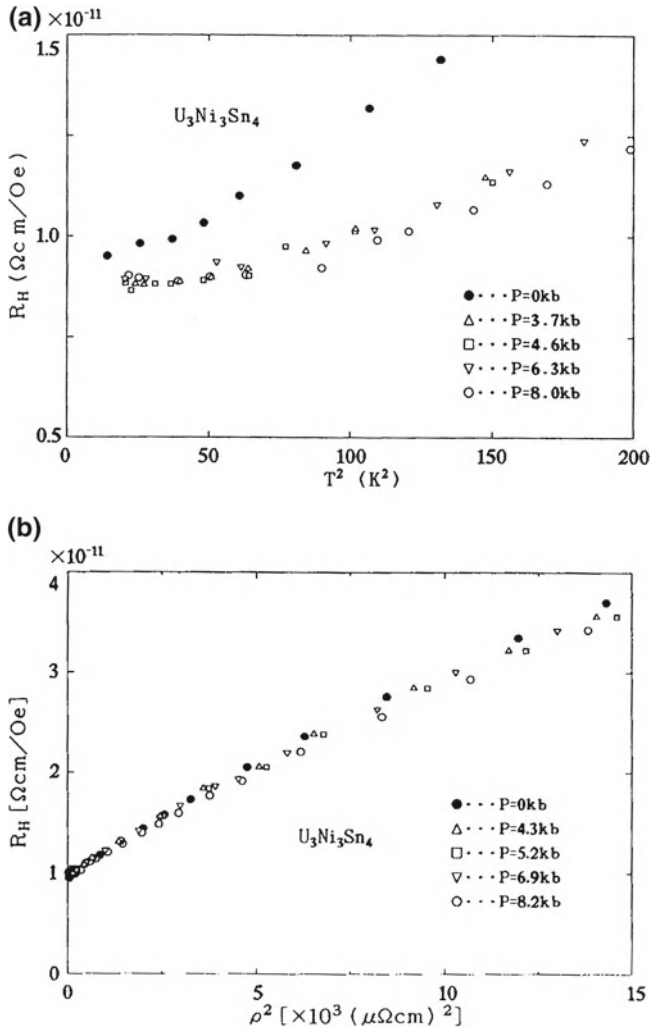 (a)
×10⁻¹¹
1.5
1.0
0.5
R_H (Ωcm/Oe)
U₃Ni₃Sn₄
●···P=0kb
△···P=3.7kb
□···P=4.6kb
▽···P=6.3kb
○···P=8.0kb
0 50 100 150 200
T² (K²)
(b)
×10⁻¹¹
4
3
2
1
0
R_H [Ωcm/Oe]
U₃Ni₃Sn₄
●···P=0kb
△···P=4.3kb
□···P=5.2kb
▽···P=6.9kb
○···P=8.2kb
0 5 10 15
ρ² [×10³ (μΩcm)²]